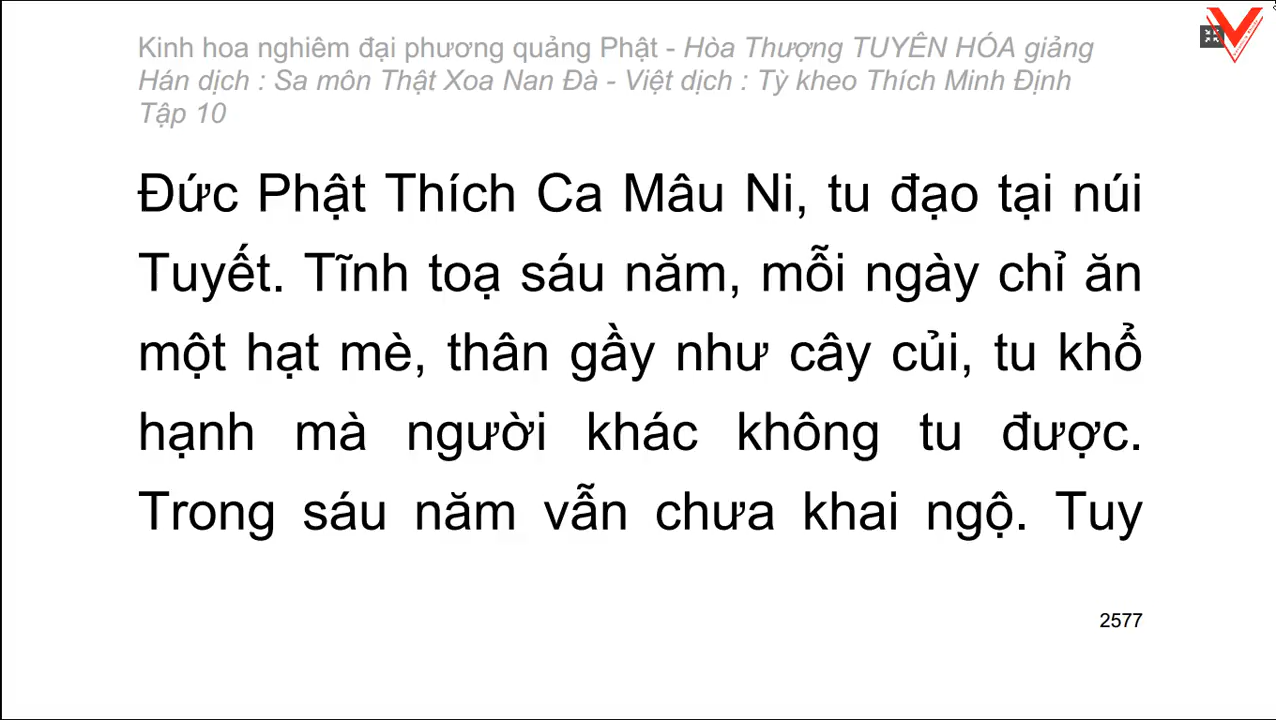 Kinh hoa nghiêm đại phương quảng Phật - Hòa Thượng TUYÊN HÓA giảng
Hán dịch : Sa môn Thật Xoa Nan Đà - Việt dịch : Tỳ kheo Thích Minh Định
Tập 10
Đức Phật Thích Ca Mâu Ni, tu đạo tại núi
Tuyết. Tĩnh toạ sáu năm, mỗi ngày chỉ ăn
một hạt mè, thân gầy như cây củi, tu khổ
hạnh mà người khác không tu được.
Trong sáu năm vẫn chưa khai ngộ. Tuy
2577